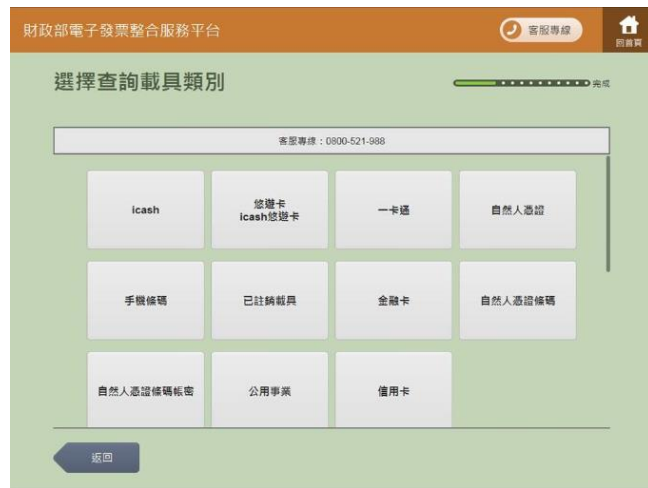 財政部電子發票整合服務平台
客服專線
回首頁
選擇查詢載具類別
完成
客服專線：0800-521-988
icash
悠遊卡
icash悠遊卡
一卡通
自然人憑證
手機條碼
已註銷載具
金融卡
自然人憑證條碼
自然人憑證條碼帳密
公用事業
信用卡
返回